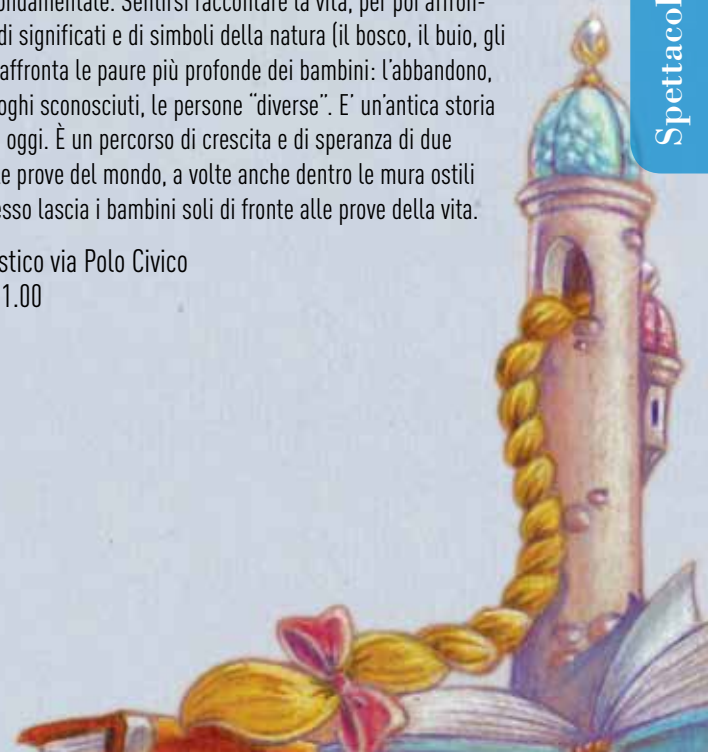 ondamentale. Sentirsi raccontare la vita, per poi affron-
di significati e di simboli della natura (il bosco, il buio, gli
affronta le paure più profonde dei bambini: l'abbandono,
oghi sconosciuti, le persone "diverse". E' un'antica storia
oggi. È un percorso di crescita e di speranza di due
e prove del mondo, a volte anche dentro le mura ostili
esso lascia i bambini soli di fronte alle prove della vita.
stico via Polo Civico
1.00
Spettacol